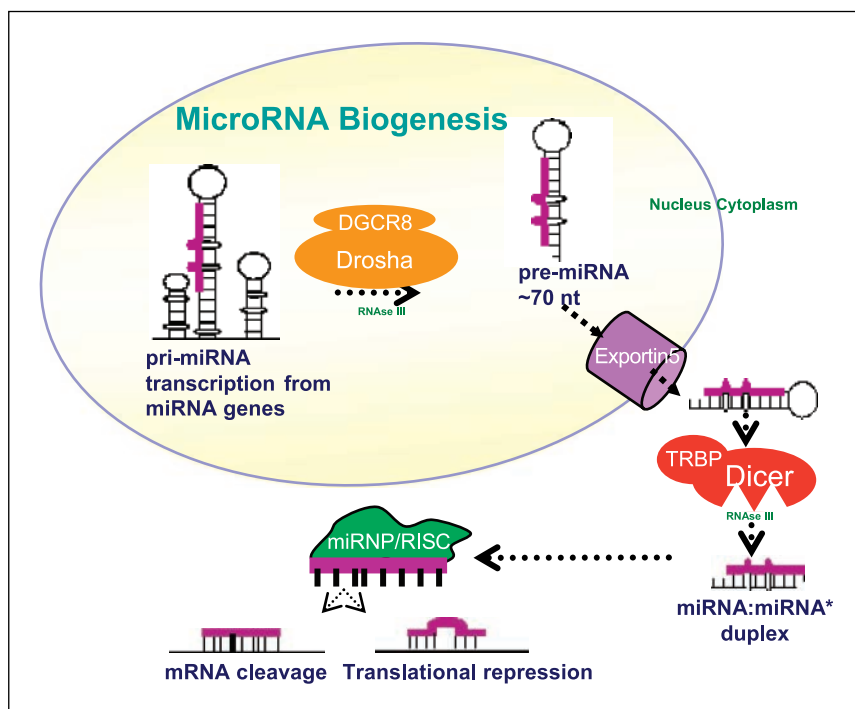 MicroRNA Biogenesis
DGCR8
Drosha
RNAse III
pri-miRNA
transcription from
miRNA genes
pre-miRNA
~70 nt
Nucleus Cytoplasm
Exportin5
TRBP
Dicer
RNAse III
miRNA:miRNA*
duplex
miRNP/RISC
mRNA cleavage
Translational repression